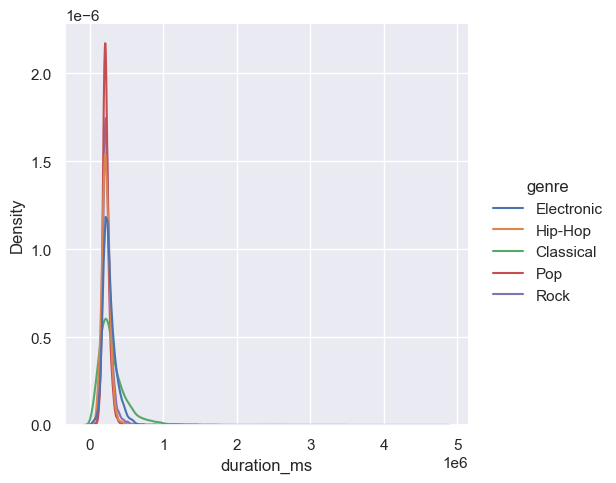 1e−6
2.0
1.5
1.0
0.5
0.0
Density
0 1 2 3 4 5
1e6
duration_ms
genre
Electronic
Hip-Hop
Classical
Pop
Rock